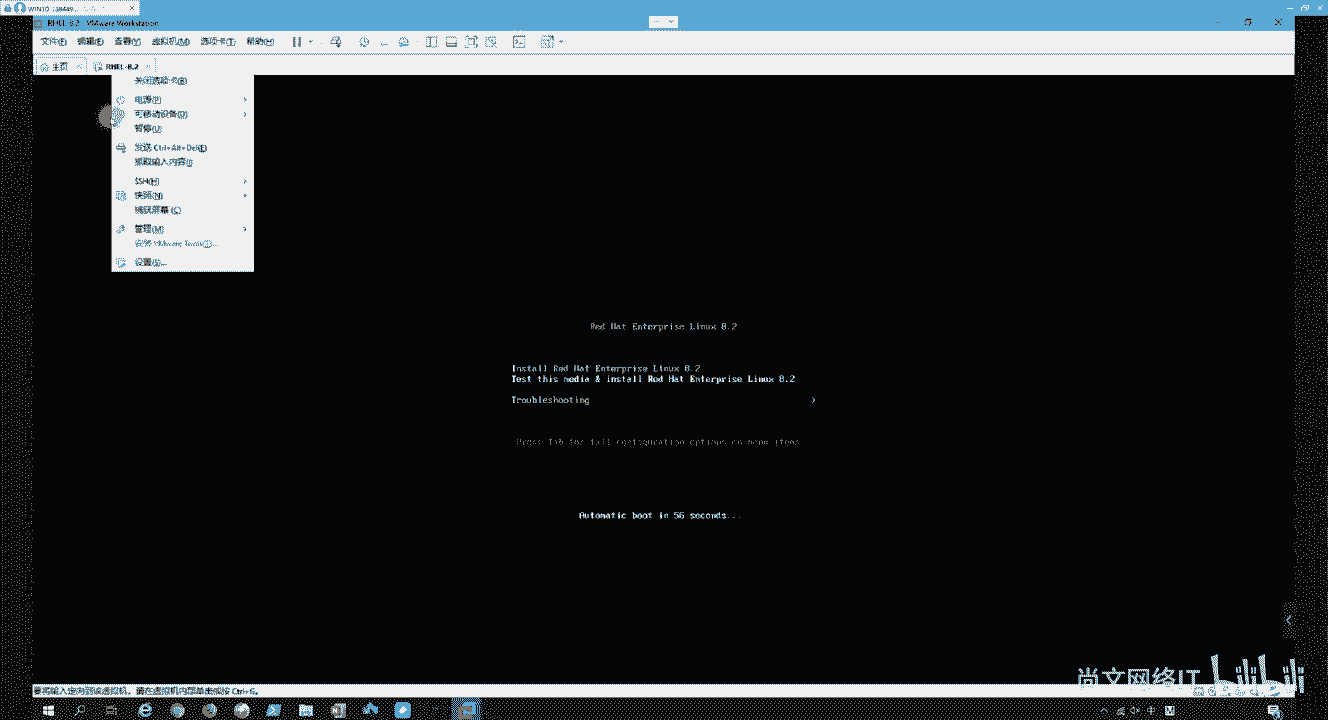 RHEL-8.2 - VMware Workstation
文件(F) 编辑(E) 查看(V) 虚拟机(M) 选项卡(T) 帮助(H)
主页 RHEL-8.2
关闭选项卡(B)
电源(P)
可移动设备(D)
暂停(U)
发送 Ctrl+Alt+Del(E)
抓取输入内容(I)
SSH(H)
快照(N)
捕获屏幕(C)
管理(M)
安装 VMware Tools(T)...
设置(S)...
Red Hat Enterprise Linux 8.2
Install Red Hat Enterprise Linux 8.2
Test this media & install Red Hat Enterprise Linux 8.2
Troubleshooting >
Press Tab for full configuration options on menu items
Automatic boot in 56 seconds...
尚文网络IT bilibili
要将输入定向到该虚拟机，请在虚拟机内部单击或按 Ctrl+G。
中